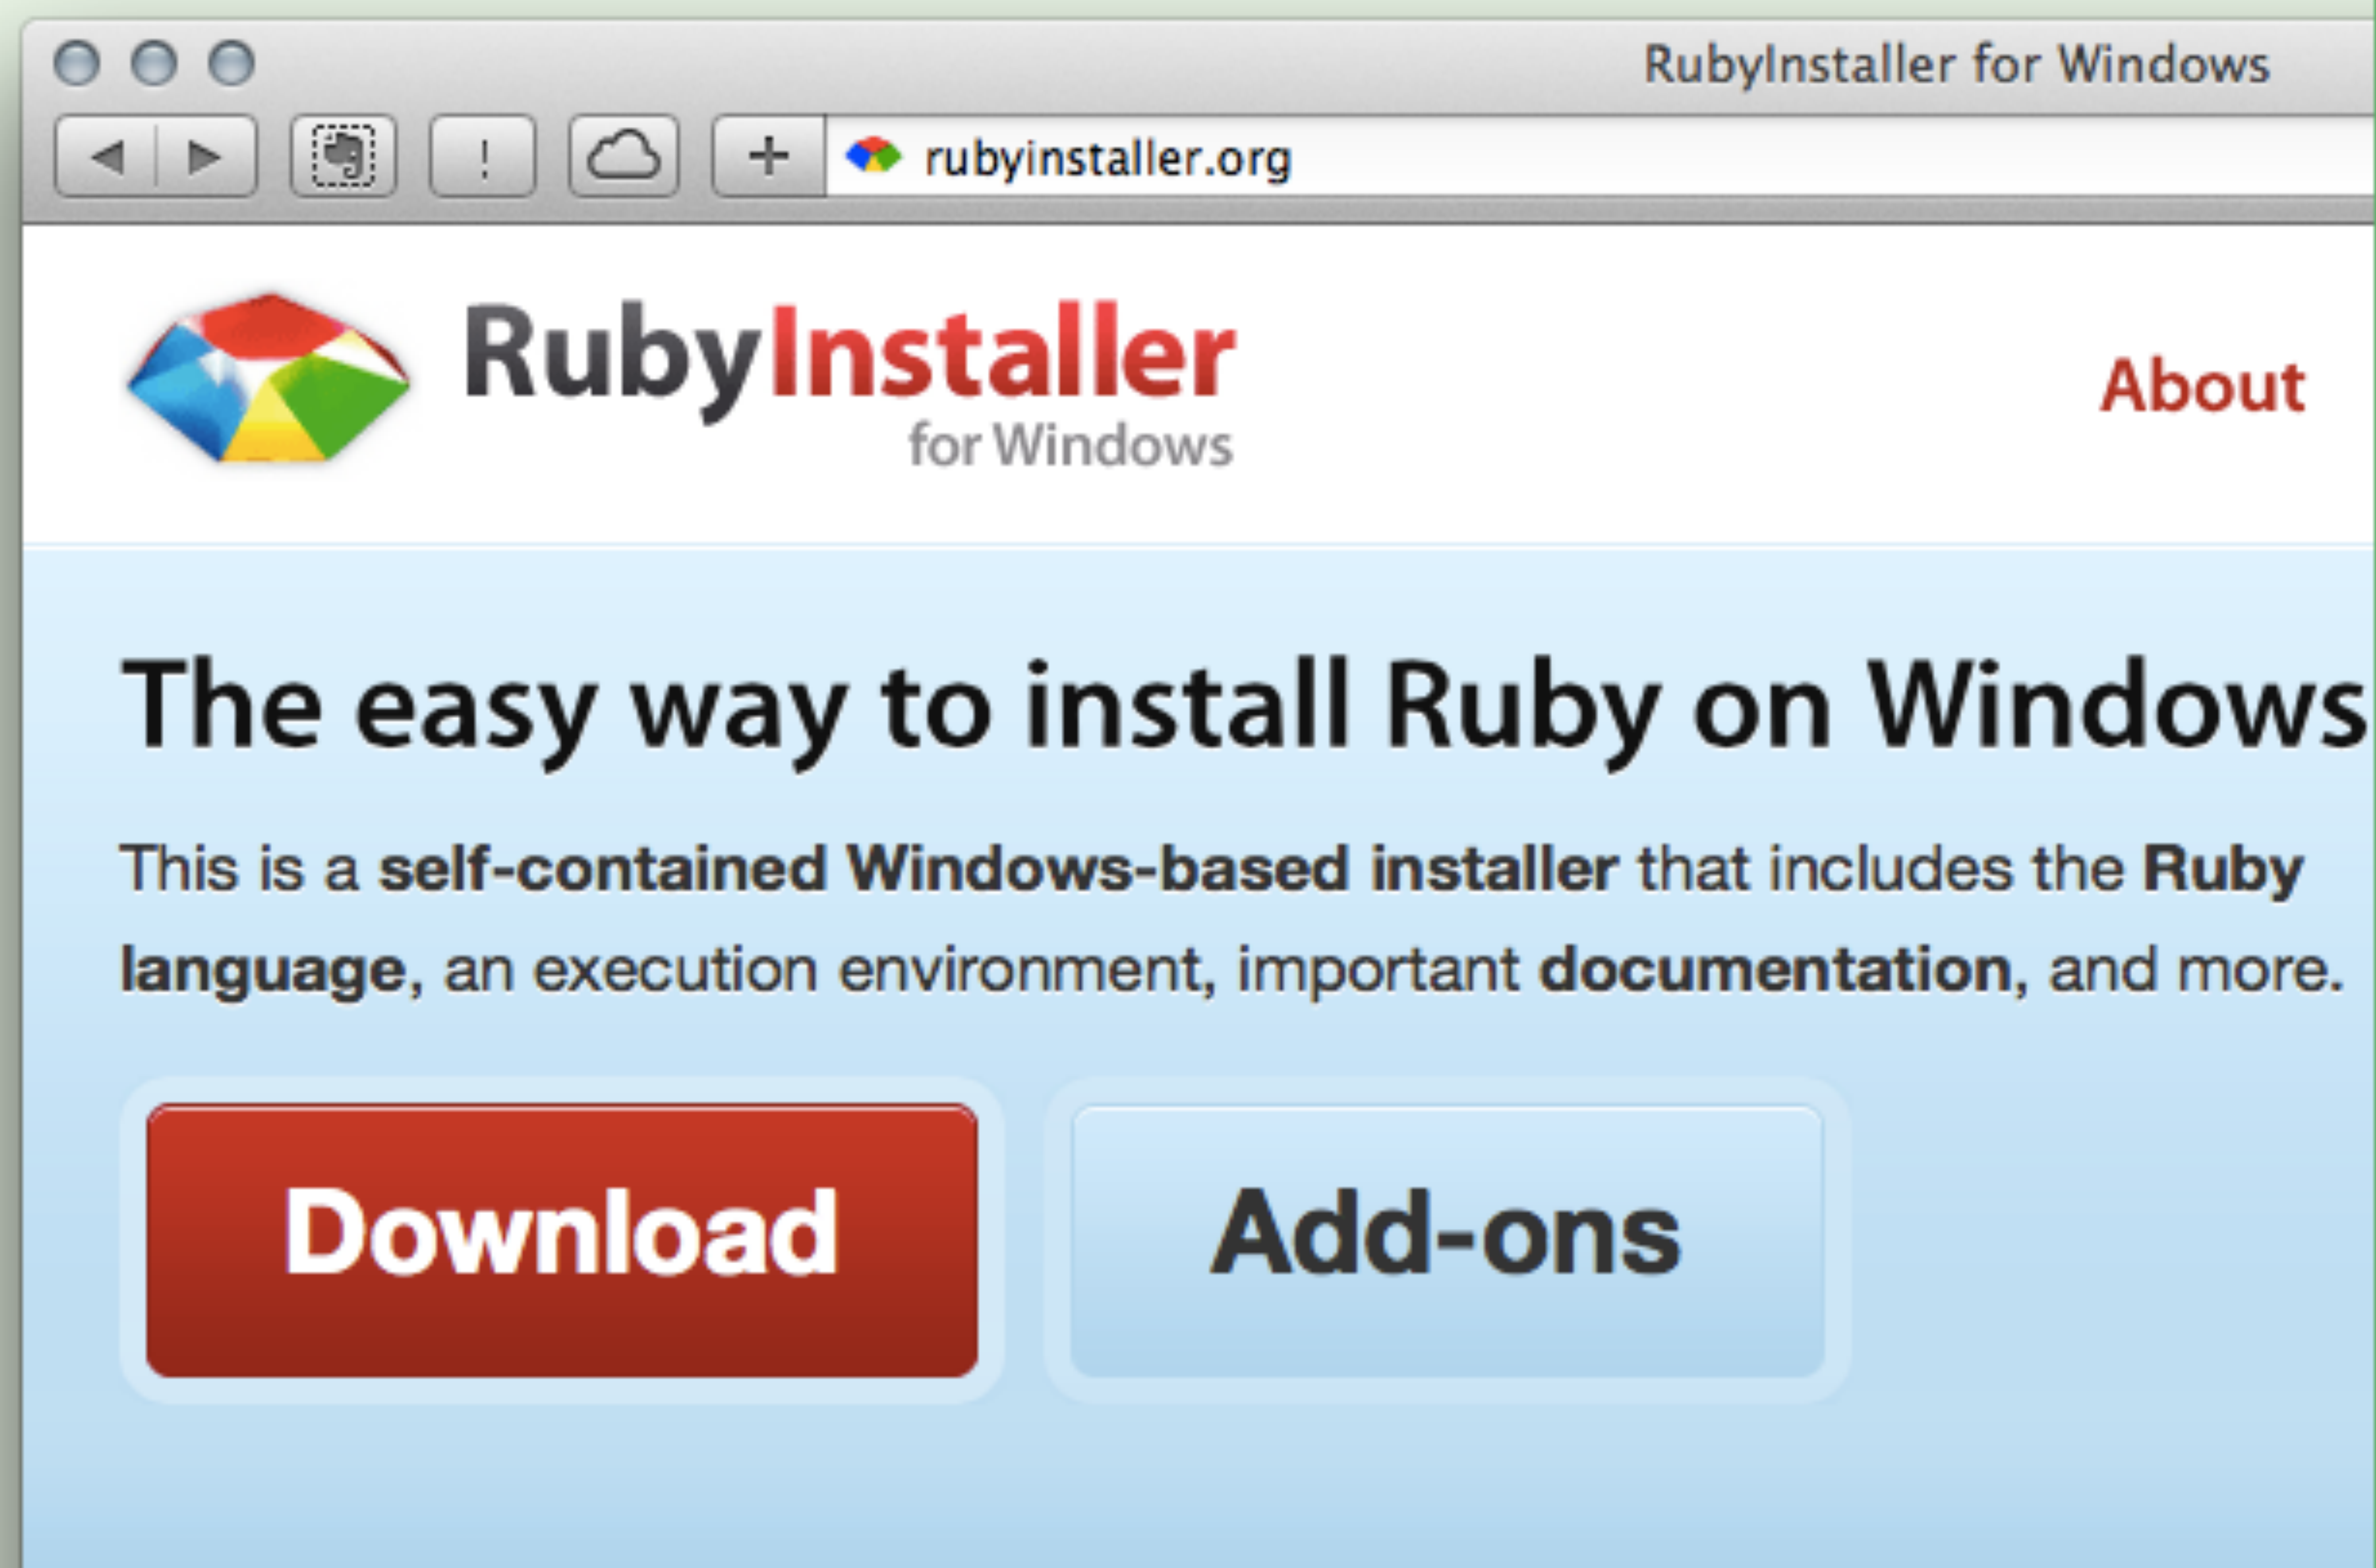 RubyInstaller for Windows
rubyinstaller.org
RubyInstaller
for Windows
About
The easy way to install Ruby on Windows
This is a self-contained Windows-based installer that includes the Ruby
language, an execution environment, important documentation, and more.
Download
Add-ons